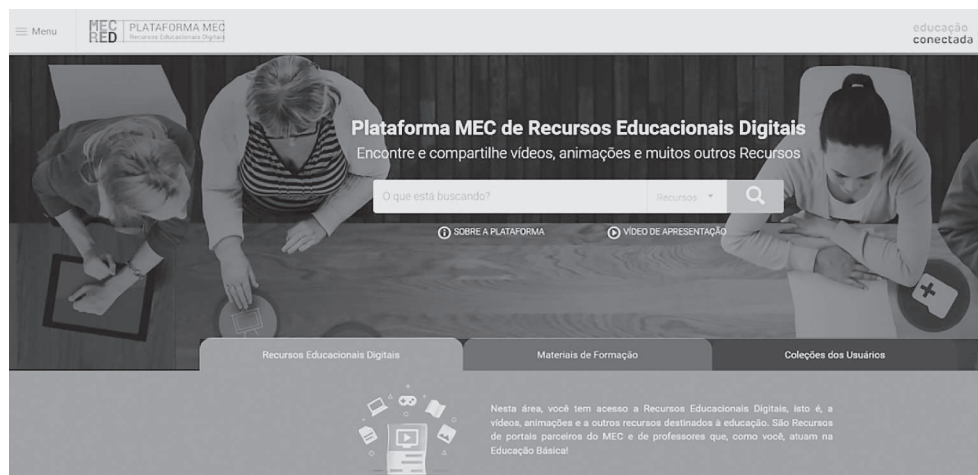 Menu
MEC RED
PLATAFORMA MEC
Recursos Educacionais Digitais
educação
conectada
Plataforma MEC de Recursos Educacionais Digitais
Encontre e compartilhe vídeos, animações e muitos outros Recursos
O que está buscando?
Recursos
SOBRE A PLATAFORMA
VÍDEO DE APRESENTAÇÃO
Recursos Educacionais Digitais
Materiais de Formação
Coleções dos Usuários
Nesta área, você tem acesso a Recursos Educacionais Digitais, isto é, a
vídeos, animações e a outros recursos destinados à educação. São Recursos
de portais parceiros do MEC e de professores que, como você, atuam na
Educação Básica!